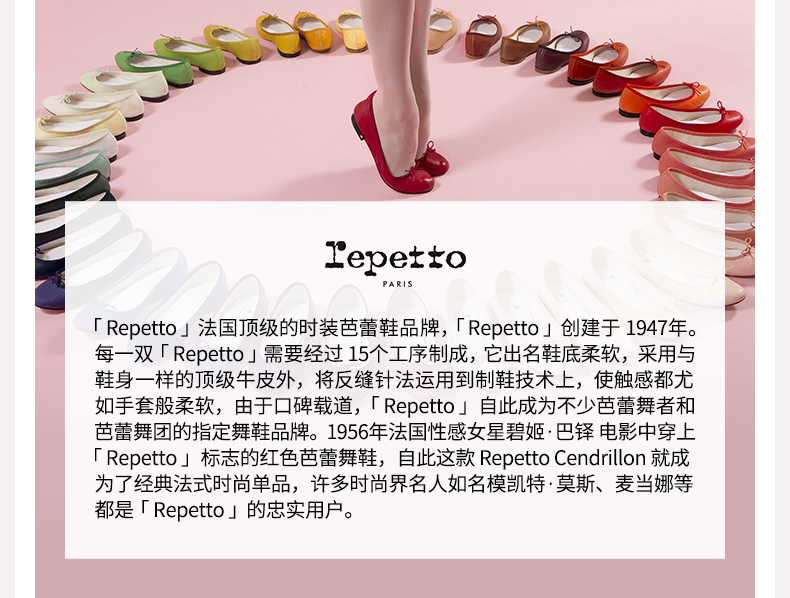 repetto
PARIS
「 Repetto 」法国顶级的时装芭蕾鞋品牌，「 Repetto 」创建于 1947年。
每一双「 Repetto 」需要经过 15个工序制成，它出名鞋底柔软，采用与
鞋身一样的顶级牛皮外，将反缝针法运用到制鞋技术上，使触感都尤
如手套般柔软，由于口碑载道，「 Repetto 」自此成为不少芭蕾舞者和
芭蕾舞团的指定舞鞋品牌。1956年法国性感女星碧姬·巴铎 电影中穿上
「 Repetto 」标志的红色芭蕾舞鞋，自此这款 Repetto Cendrillon 就成
为了经典法式时尚单品，许多时尚界名人如名模凯特·莫斯、麦当娜等
都是「 Repetto 」的忠实用户。